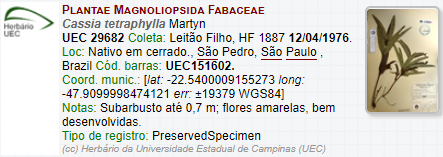 PLANTAE MAGNOLIOPSIDA FABACEAE
Cassia tetraphylla Martyn
UEC 29682 Coleta: Leitão Filho, HF 1887 12/04/1976.
Loc: Nativo em cerrado., São Pedro, São Paulo ,
Brazil Cód. barras: UEC151602.
Coord. munic.: [lat: -22.5400009155273 long:
-47.9099998474121 err: ±19379 WGS84]
Notas: Subarbusto até 0,7 m; flores amarelas, bem
desenvolvidas.
Tipo de registro: PreservedSpecimen
(cc) Herbário da Universidade Estadual de Campinas (UEC)
Herbário
UEC